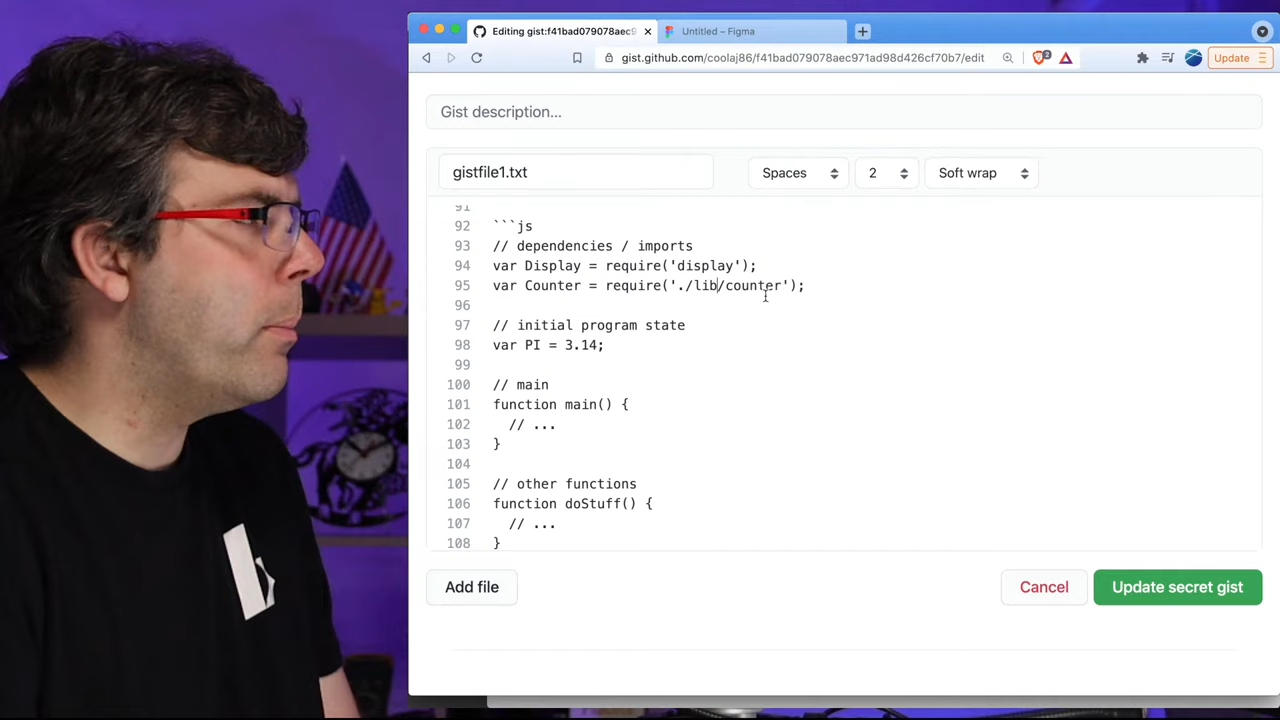 Editing gist:f41bad079078aec9
Untitled – Figma
gist.github.com/coolaj86/f41bad079078aec971ad98d426cf70b7/edit
2
Update
Gist description...
gistfile1.txt
Spaces
2
Soft wrap
91
92 ```js
93 // dependencies / imports
94 var Display = require('display');
95 var Counter = require('./lib/counter');
96
97 // initial program state
98 var PI = 3.14;
99
100 // main
101 function main() {
102 // ...
103 }
104
105 // other functions
106 function doStuff() {
107 // ...
108 }
Add file
Cancel
Update secret gist